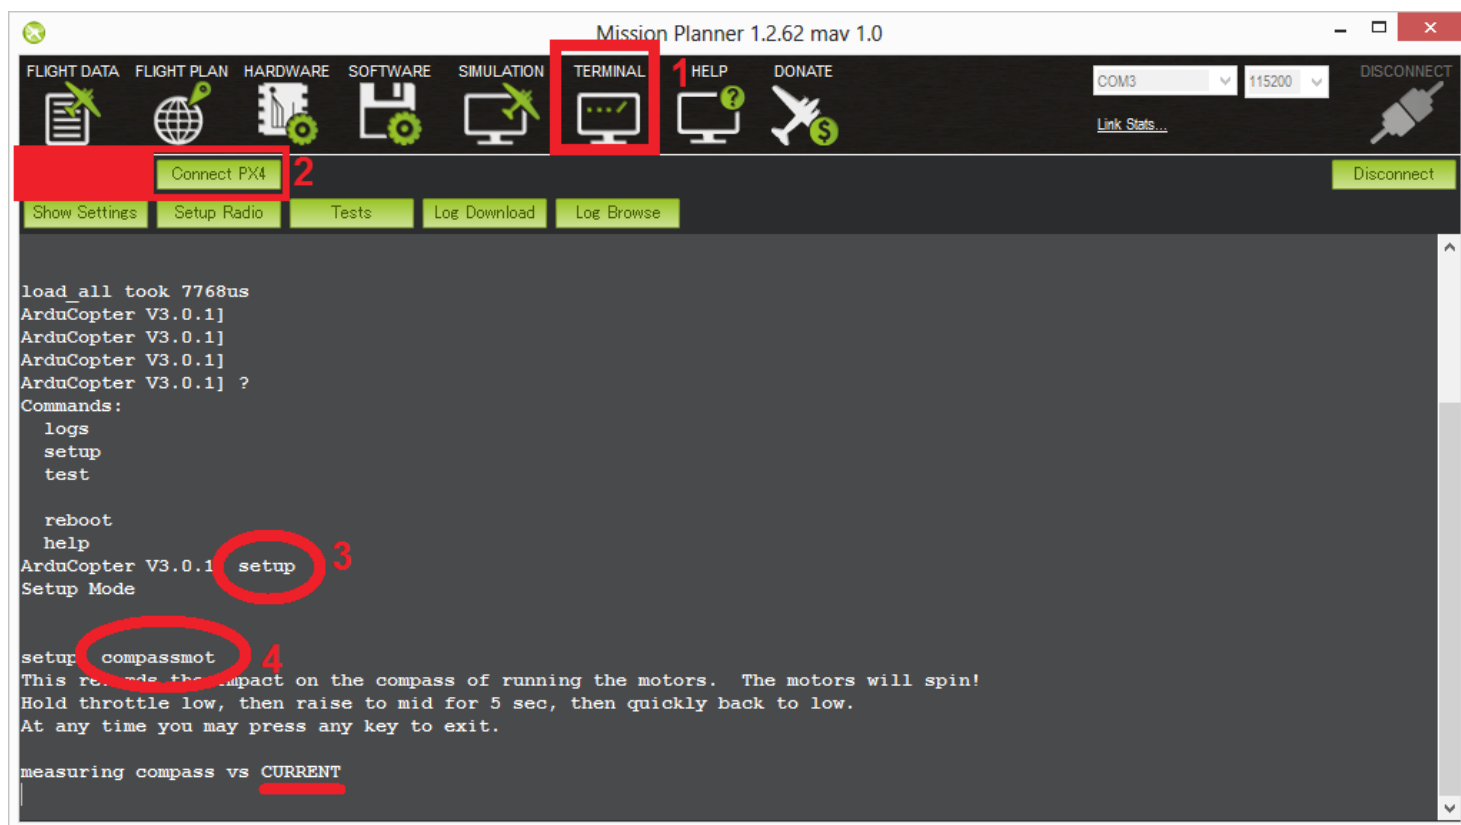 Mission Planner 1.2.62 mav 1.0
FLIGHT DATA FLIGHT PLAN HARDWARE SOFTWARE SIMULATION TERMINAL 1 HELP DONATE
COM3 115200 DISCONNECT
Link Stats...
Connect PX4 2 Disconnect
Show Settings Setup Radio Tests Log Download Log Browse
load_all took 7768us
ArduCopter V3.0.1]
ArduCopter V3.0.1]
ArduCopter V3.0.1]
ArduCopter V3.0.1] ?
Commands:
logs
setup
test
reboot
help
ArduCopter V3.0.1 setup 3
Setup Mode
setup compassmot 4
This records the impact on the compass of running the motors. The motors will spin!
Hold throttle low, then raise to mid for 5 sec, then quickly back to low.
At any time you may press any key to exit.
measuring compass vs CURRENT